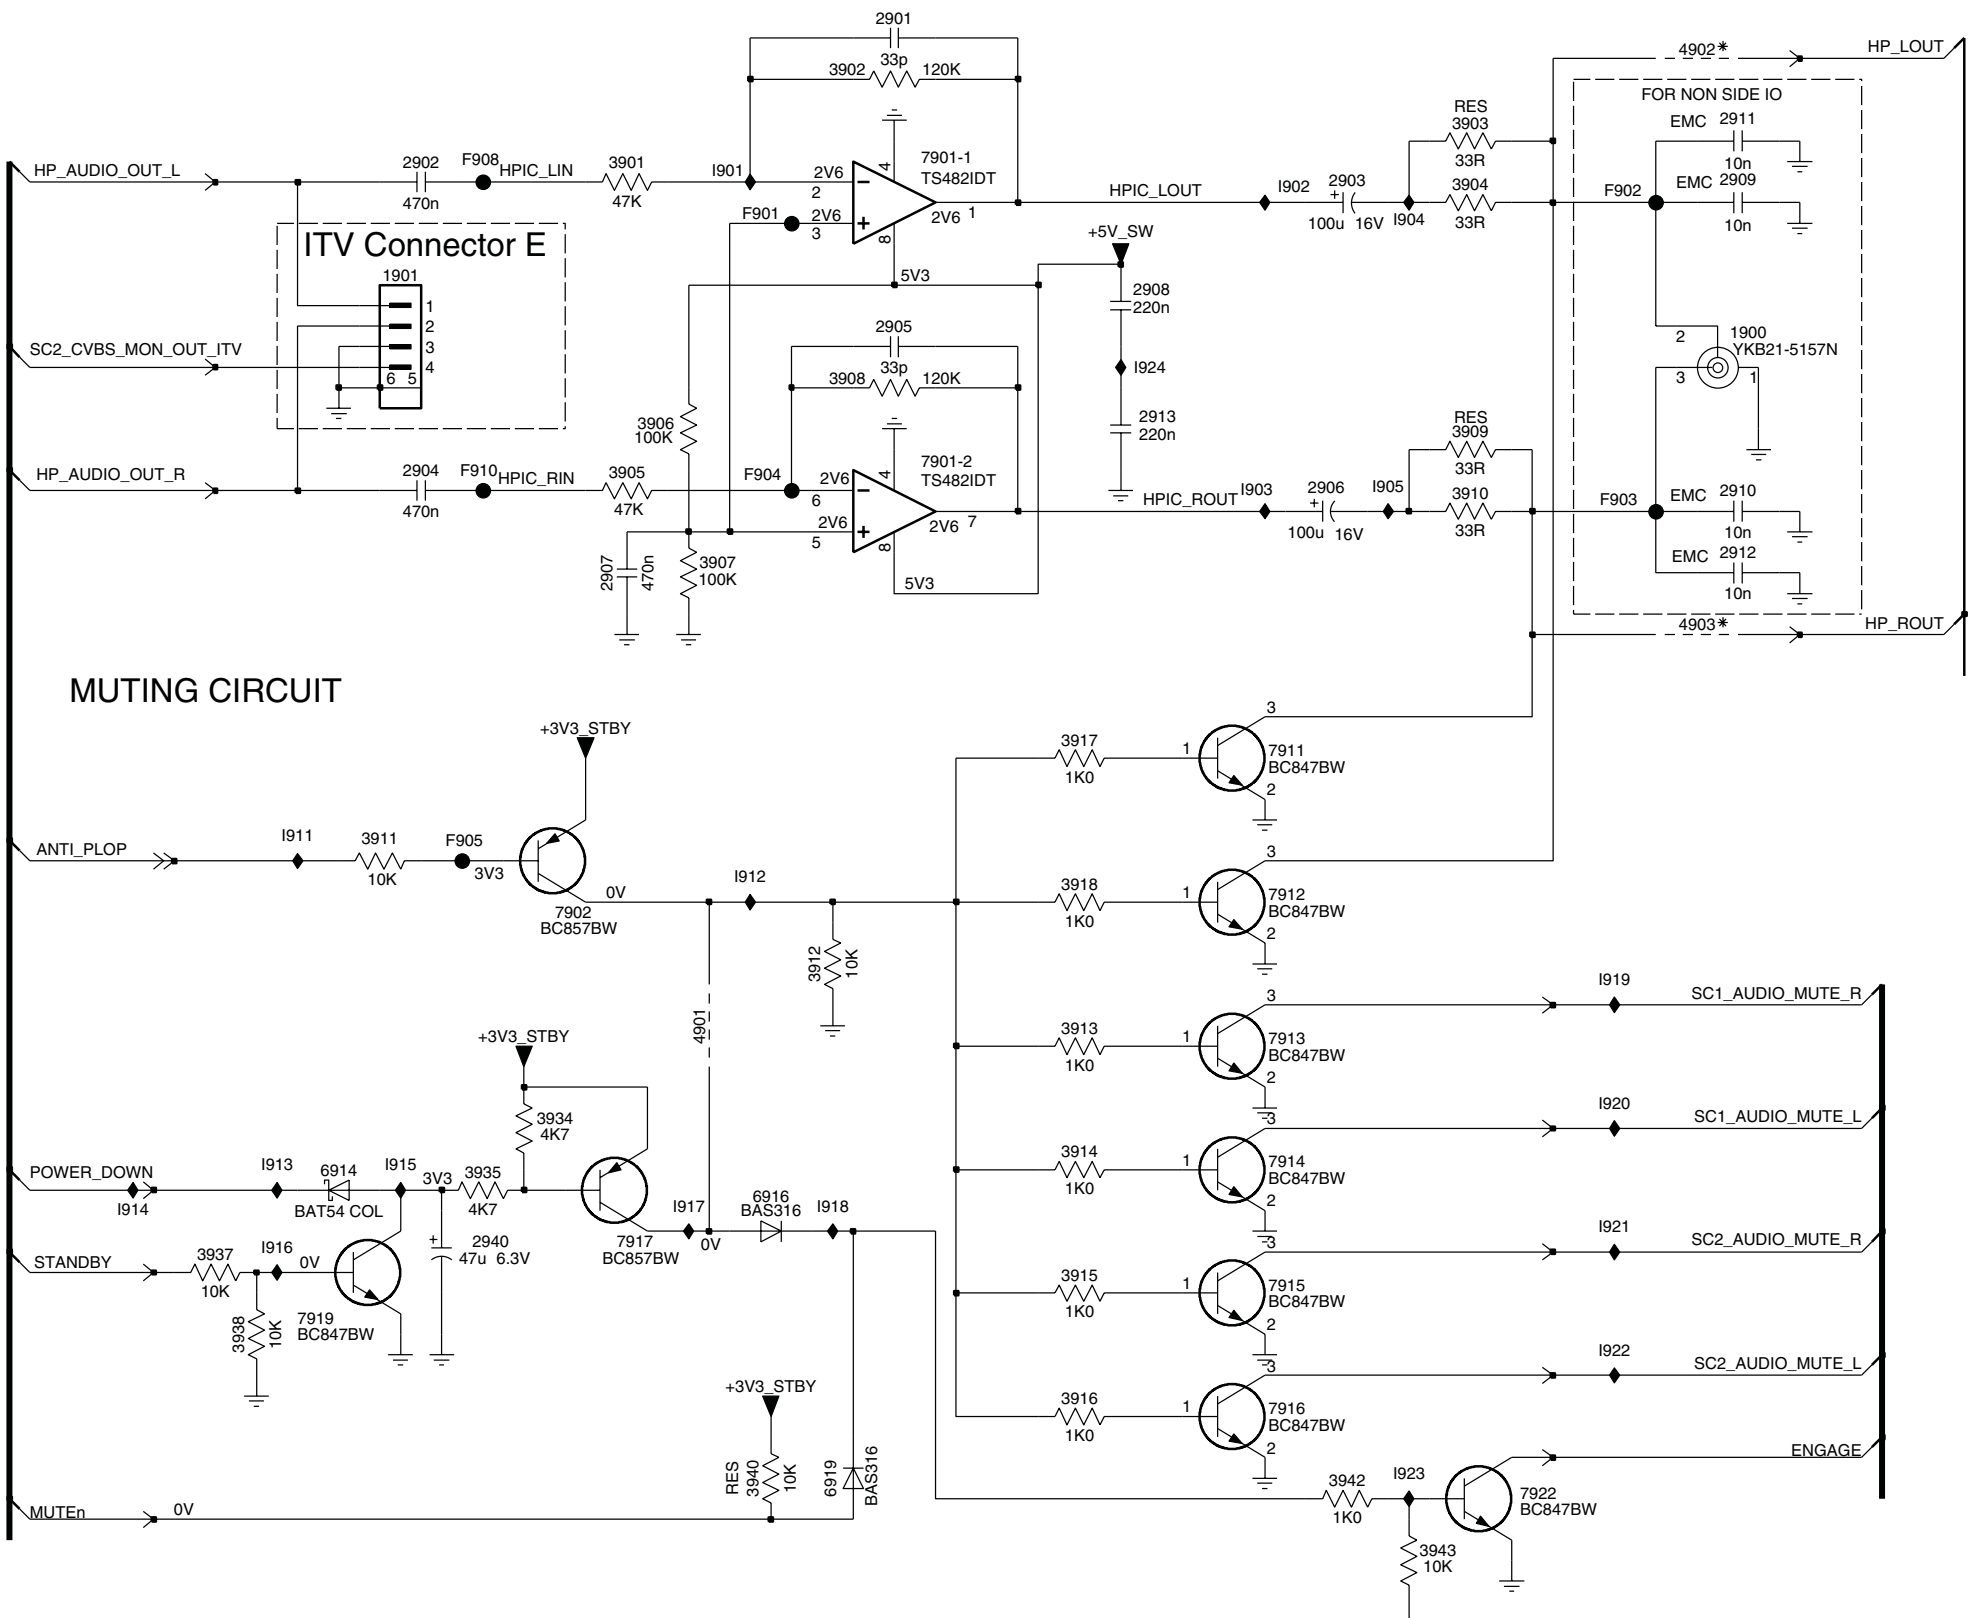 2901
33p
3902 120K
4902*
HP_LOUT
FOR NON SIDE IO
EMC 2911
10n
RES
3903
33R
HP_AUDIO_OUT_L
2902
470n
F908
HPIC_LIN
3901
47K
I901
2V6
2
7901-1
TS482IDT
4
F901
2V6
3
8
2V6 1
HPIC_LOUT
I902
2903
+
100u 16V
I904
3904
33R
F902
EMC 2909
10n
ITV Connector E
1901
1
2
3
4
6 5
+5V_SW
5V3
2908
220n
I924
2913
220n
SC2_CVBS_MON_OUT_ITV
2905
33p
3908 120K
2
1900
YKB21-5157N
3
1
3906
100K
RES
3909
33R
HP_AUDIO_OUT_R
2904
470n
F910
HPIC_RIN
3905
47K
F904
2V6
6
7901-2
TS482IDT
4
2V6
5
8
2V6 7
HPIC_ROUT
I903
2906
+
100u 16V
I905
3910
33R
F903
EMC 2910
10n
EMC 2912
10n
2907
470n
3907
100K
5V3
4903*
HP_ROUT
MUTING CIRCUIT
+3V3_STBY
3917
1K0
1
3
7911
BC847BW
2
ANTI_PLOP
I911
3911
10K
F905
3V3
0V
7902
BC857BW
I912
3912
10K
3918
1K0
1
3
7912
BC847BW
2
4901
3913
1K0
1
3
7913
BC847BW
2
I919
SC1_AUDIO_MUTE_R
+3V3_STBY
3934
4K7
3914
1K0
1
3
7914
BC847BW
2
I920
SC1_AUDIO_MUTE_L
POWER_DOWN
I914
I913
6914
BAT54 COL
I915
3V3
3935
4K7
7917
BC857BW
I917
0V
6916
BAS316
I918
STANDBY
3937
10K
I916
0V
3938
10K
7919
BC847BW
+
2940
47u 6.3V
3915
1K0
1
3
7915
BC847BW
2
I921
SC2_AUDIO_MUTE_R
3916
1K0
1
3
7916
BC847BW
2
I922
SC2_AUDIO_MUTE_L
+3V3_STBY
RES
3940
10K
6919
BAS316
MUTEn
0V
3942
1K0
I923
7922
BC847BW
ENGAGE
3943
10K